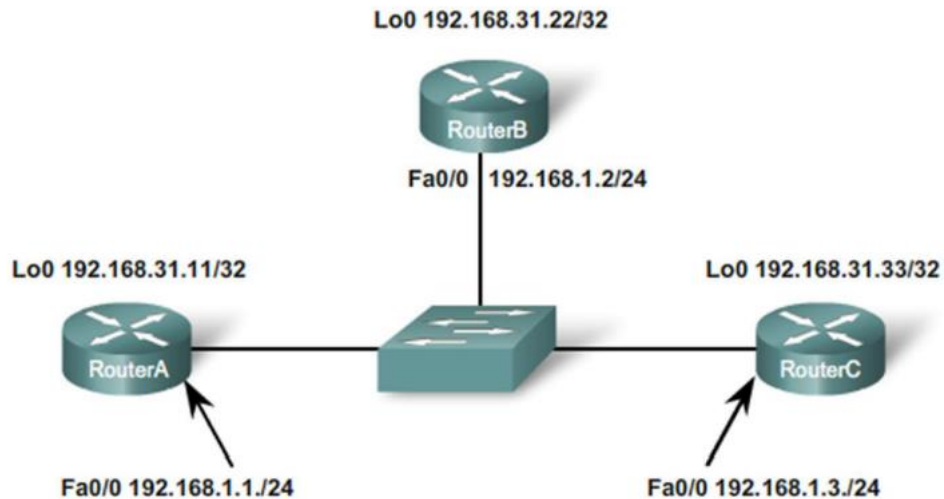 Lo0 192.168.31.22/32
RouterB
Fa0/0 192.168.1.2/24
Lo0 192.168.31.11/32
Lo0 192.168.31.33/32
RouterA
RouterC
Fa0/0 192.168.1.1./24
Fa0/0 192.168.1.3./24